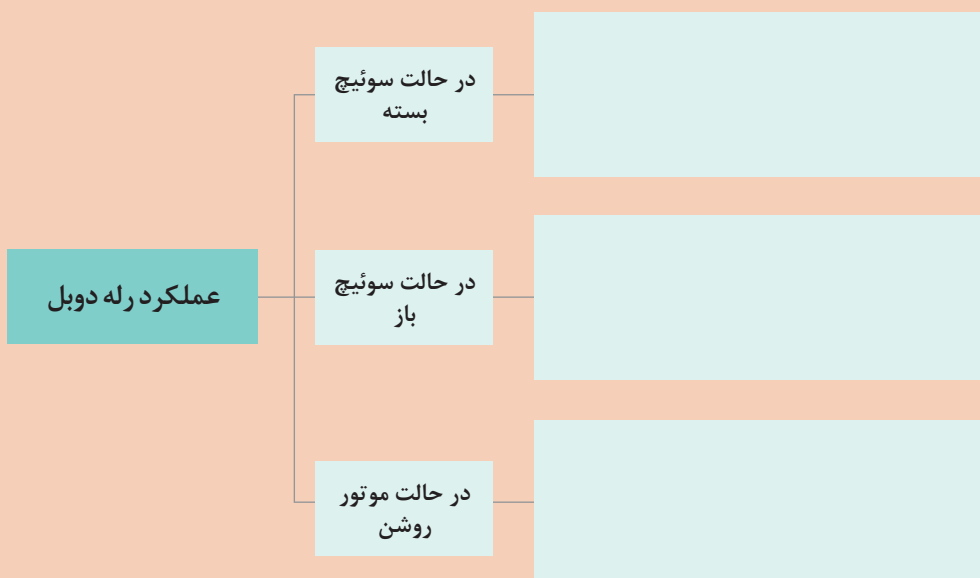 عملکرد رله دوبل
در حالت سوئیچ
بسته
در حالت سوئیچ
باز
در حالت موتور
روشن